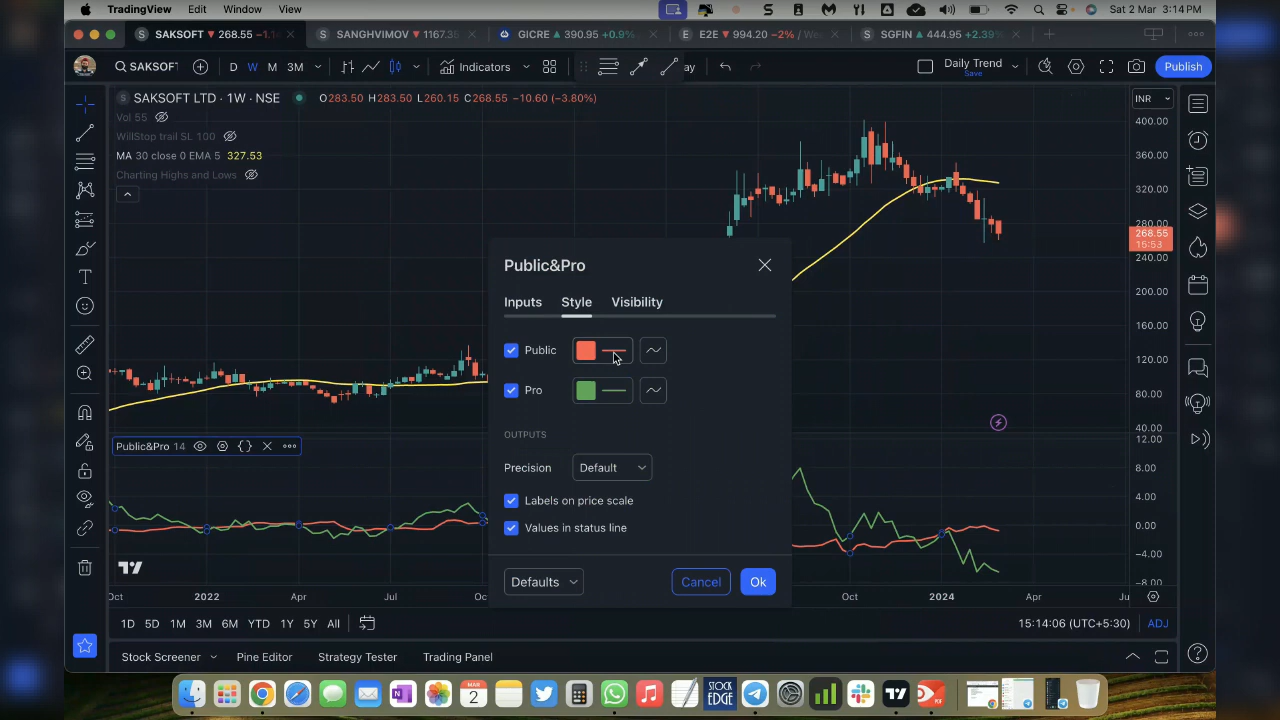 TradingView Edit Window View Sat 2 Mar 3:14 PM
SAKSOFT ▼ 268.55 SANGHVIMOV ▼ 1167.35 GICRE ▲ 390.95 +0.9% E2E ▼ 994.20 −2% / SGFIN ▲ 444.95 +2.39%
SAKSOFT D W M 3M Indicators Daily Trend Publish
Save
SAKSOFT LTD · 1W · NSE O283.50 H283.50 L260.15 C268.55 −10.60 (−3.80%) INR
Vol 55
WillStop trail SL 100
MA 30 close 0 EMA 5 327.53
Charting Highs and Lows
400.00
360.00
320.00
280.00
268.55
15:53
240.00
200.00
160.00
120.00
80.00
40.00
Public&Pro
Inputs Style Visibility
Public
Pro
OUTPUTS
Precision Default
Labels on price scale
Values in status line
Defaults Cancel Ok
Public&Pro 14
12.00
8.00
4.00
0.00
−4.00
−8.00
Oct 2022 Apr Jul Oct Oct 2024 Apr
1D 5D 1M 3M 6M YTD 1Y 5Y All 15:14:06 (UTC+5:30) ADJ
Stock Screener Pine Editor Strategy Tester Trading Panel
MAR
2
STOCK
EDGE